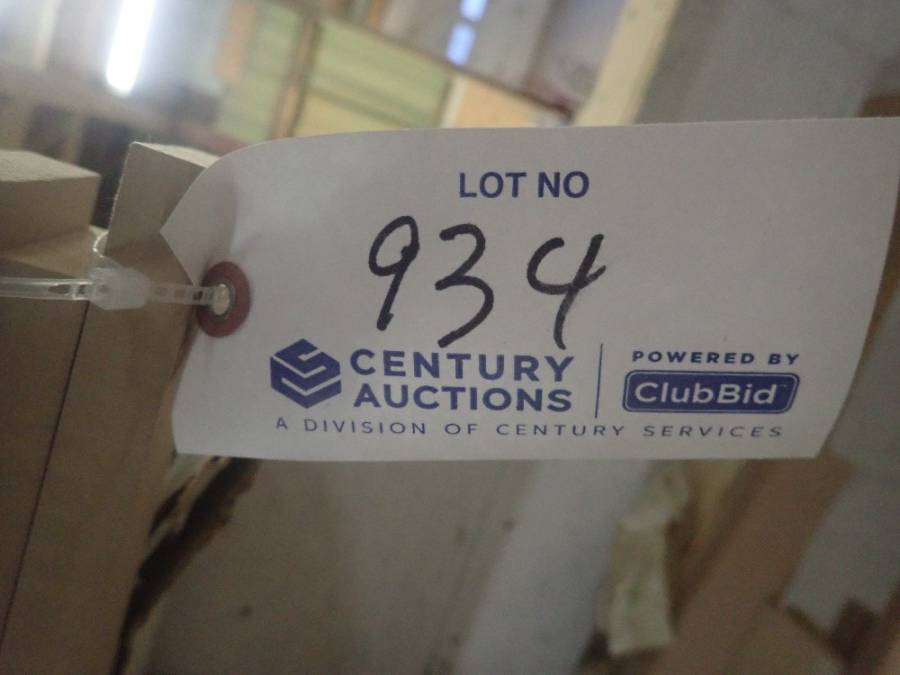 LOT NO
934
CENTURY
AUCTIONS
A DIVISION OF CENTURY SERVICES
POWERED BY
ClubBid